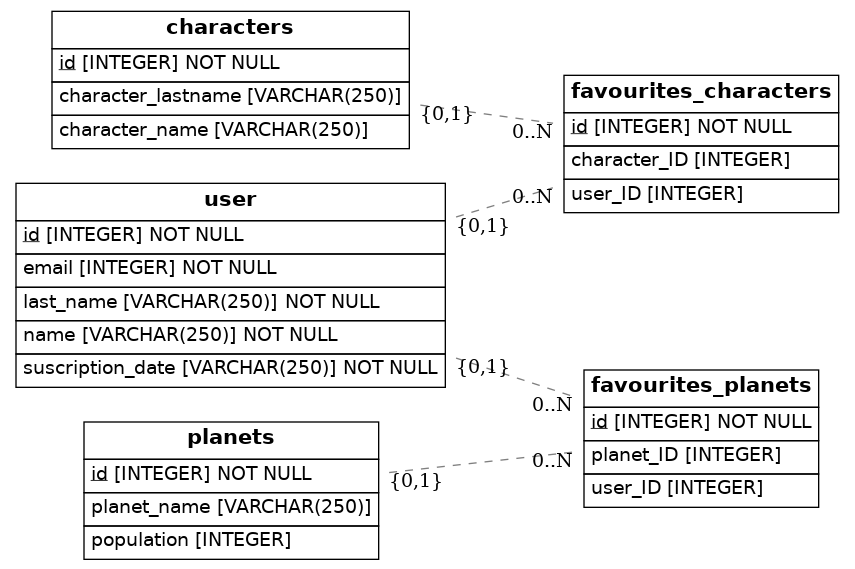 characters
id [INTEGER] NOT NULL
character_lastname [VARCHAR(250)]
character_name [VARCHAR(250)]
{0,1}
0..N
favourites_characters
id [INTEGER] NOT NULL
character_ID [INTEGER]
user_ID [INTEGER]
user
id [INTEGER] NOT NULL
email [INTEGER] NOT NULL
last_name [VARCHAR(250)] NOT NULL
name [VARCHAR(250)] NOT NULL
suscription_date [VARCHAR(250)] NOT NULL
0..N
{0,1}
{0,1}
0..N
favourites_planets
id [INTEGER] NOT NULL
planet_ID [INTEGER]
user_ID [INTEGER]
planets
id [INTEGER] NOT NULL
planet_name [VARCHAR(250)]
population [INTEGER]
{0,1}
0..N